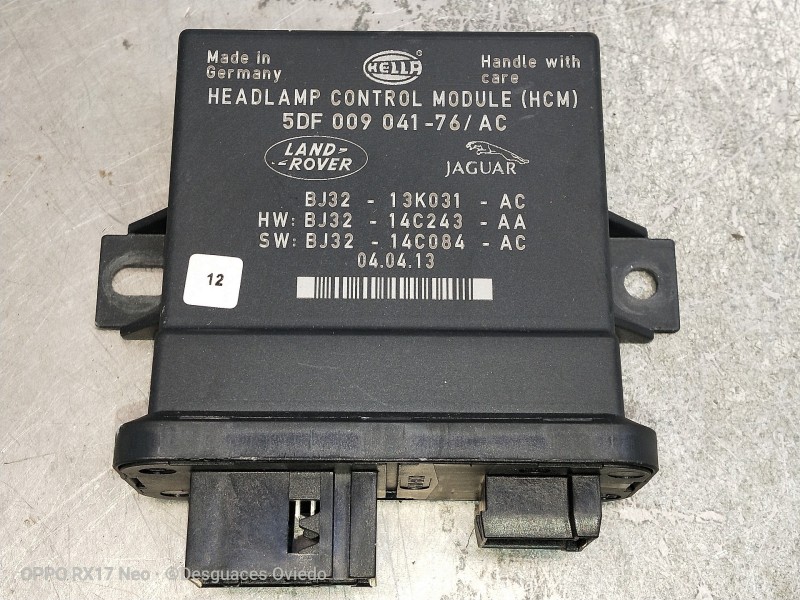 Made in
Germany
HELLA
®
Handle with
care
HEADLAMP CONTROL MODULE (HCM)
5DF 009 041-76/AC
LAND-
-ROVER
JAGUAR
BJ32 - 13K031 - AC
HW: BJ32 - 14C243 - AA
SW: BJ32 - 14C084 - AC
04.04.13
12
OPPO RX17 Neo · ©Desguaces Oviedo